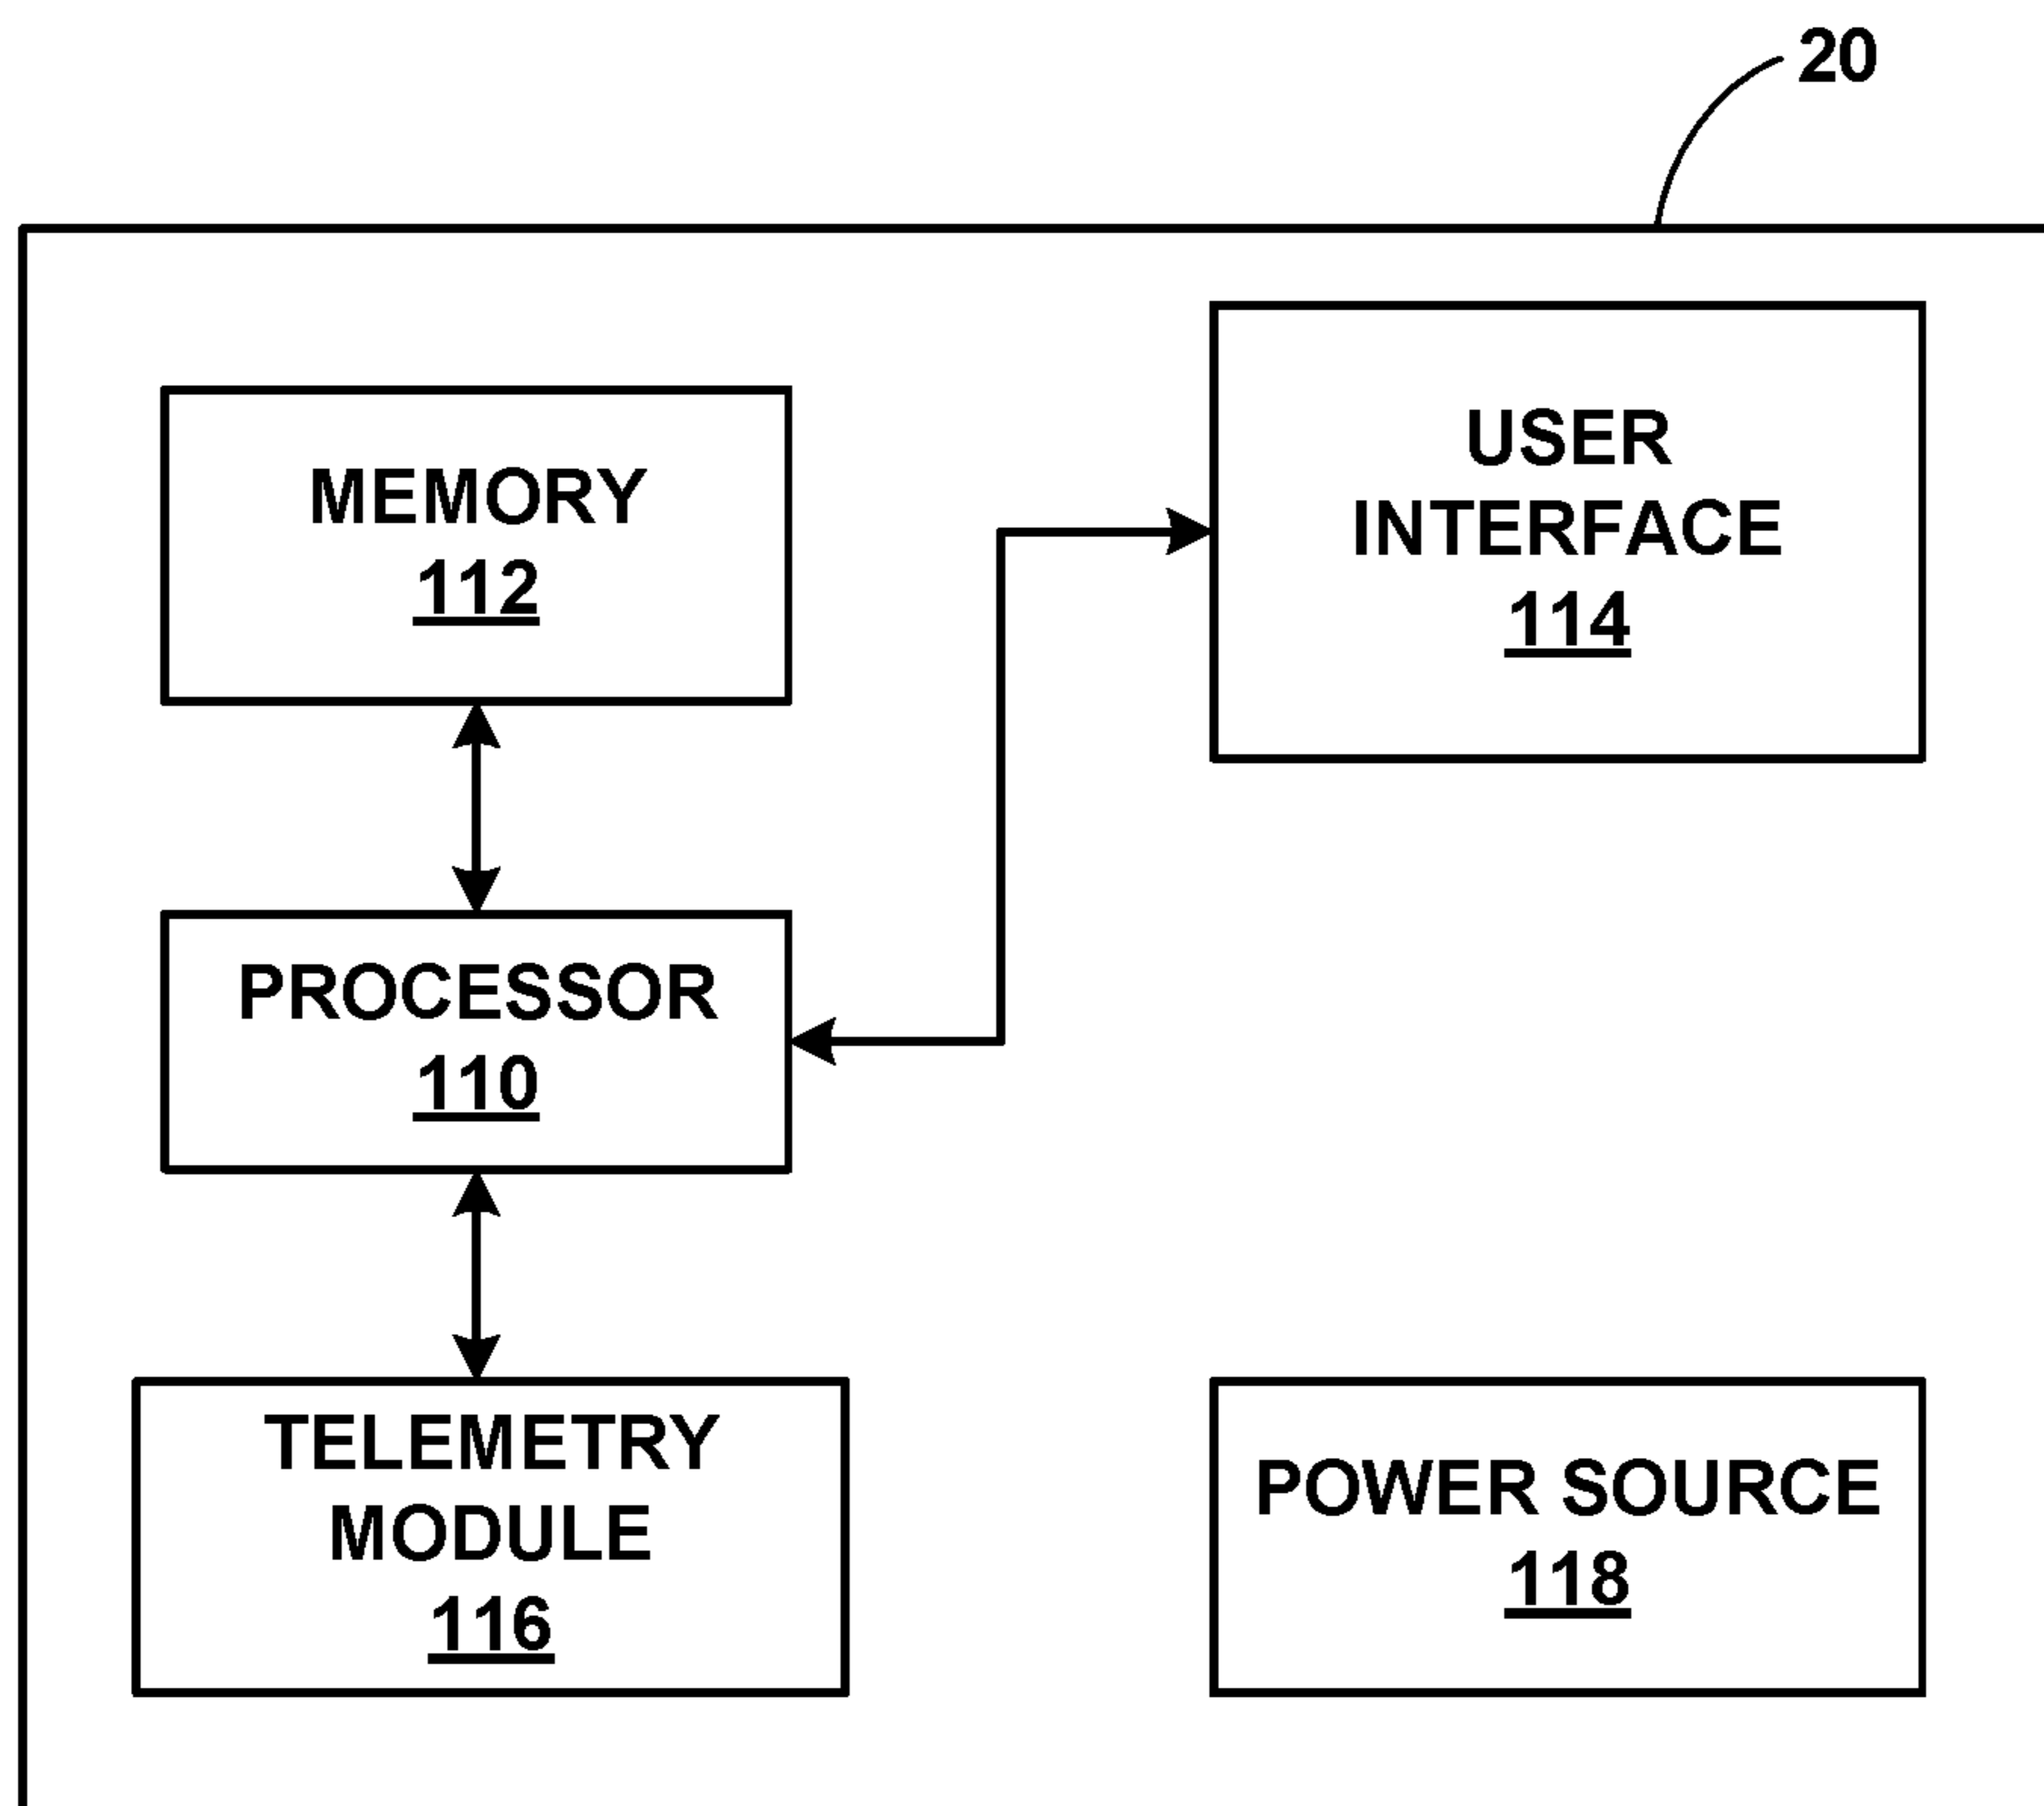 20
MEMORY
112
USER
INTERFACE
114
PROCESSOR
110
TELEMETRY
MODULE
116
POWER SOURCE
118